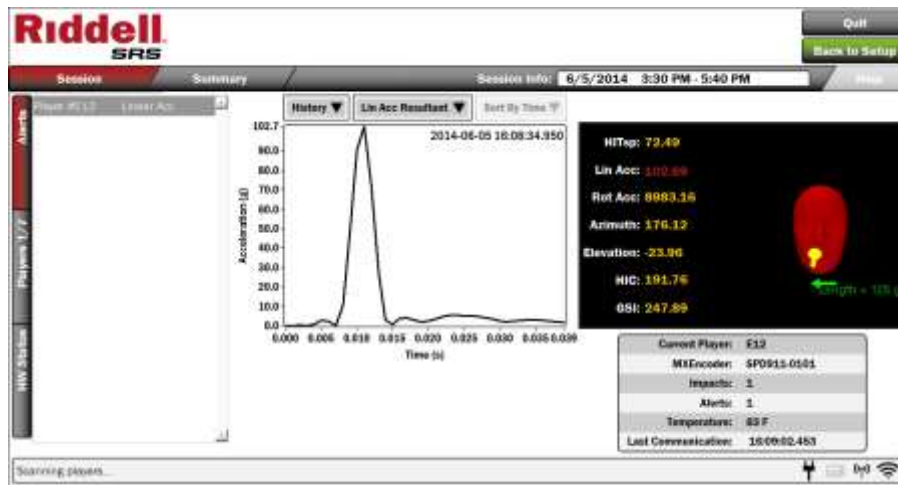 Riddell
SRS
Quit
Back to Setup
Session
Summary
Session Info: 6/5/2014 3:30 PM - 5:40 PM
Alerts
Players 1/7
HW Status
Linear Acc
History ▼
Lin Acc Resultant ▼
Sort By Time ▼
2014-06-05 16:08:34.950
102.7
90.0
80.0
70.0
60.0
50.0
40.0
30.0
20.0
10.0
0.0
Acceleration (g)
0.000 0.005 0.010 0.015 0.020 0.025 0.030 0.035 0.039
Time (s)
HITsp: 72.49
Lin Acc: 102.69
Rot Acc: 8983.16
Azimuth: 176.12
Elevation: -23.96
HIC: 191.76
GSI: 247.89
Length =
Current Player: E12
MXEncoder: SPD911-0101
Impacts: 1
Alerts: 1
Temperature: 83 F
Last Communication: 16:09:02.453
Scanning players...